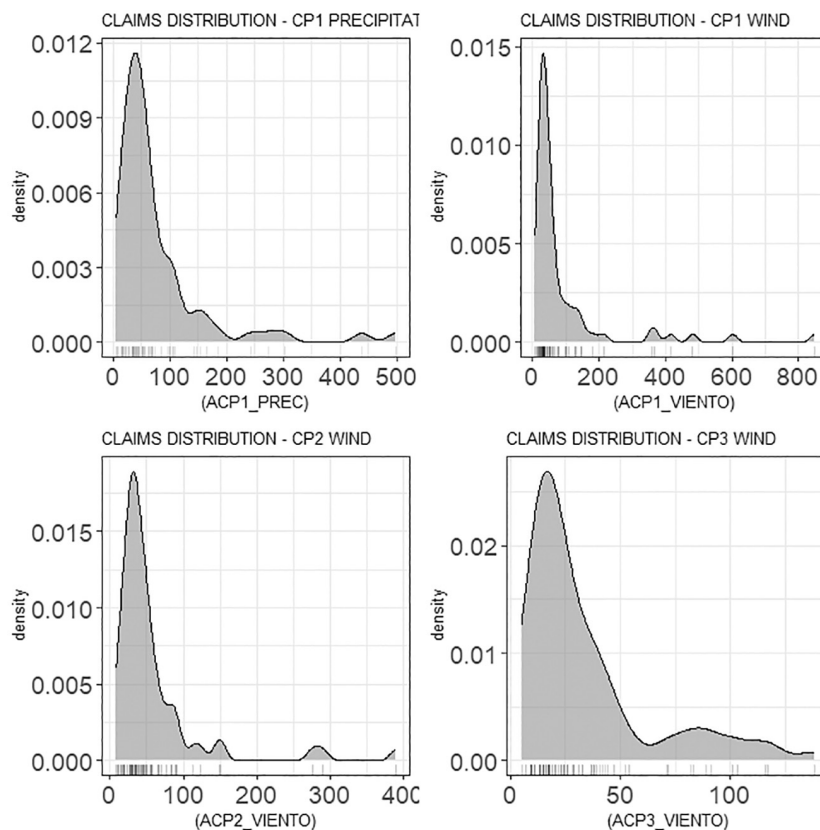 CLAIMS DISTRIBUTION - CP1 PRECIPITAT
0.012
0.009
0.006
0.003
0.000
density
0 100 200 300 400 500
(ACP1_PREC)
CLAIMS DISTRIBUTION - CP1 WIND
0.015
0.010
0.005
0.000
density
0 200 400 600 800
(ACP1_VIENTO)
CLAIMS DISTRIBUTION - CP2 WIND
0.015
0.010
0.005
0.000
density
0 100 200 300 400
(ACP2_VIENTO)
CLAIMS DISTRIBUTION - CP3 WIND
0.02
0.01
0.00
density
0 50 100
(ACP3_VIENTO)